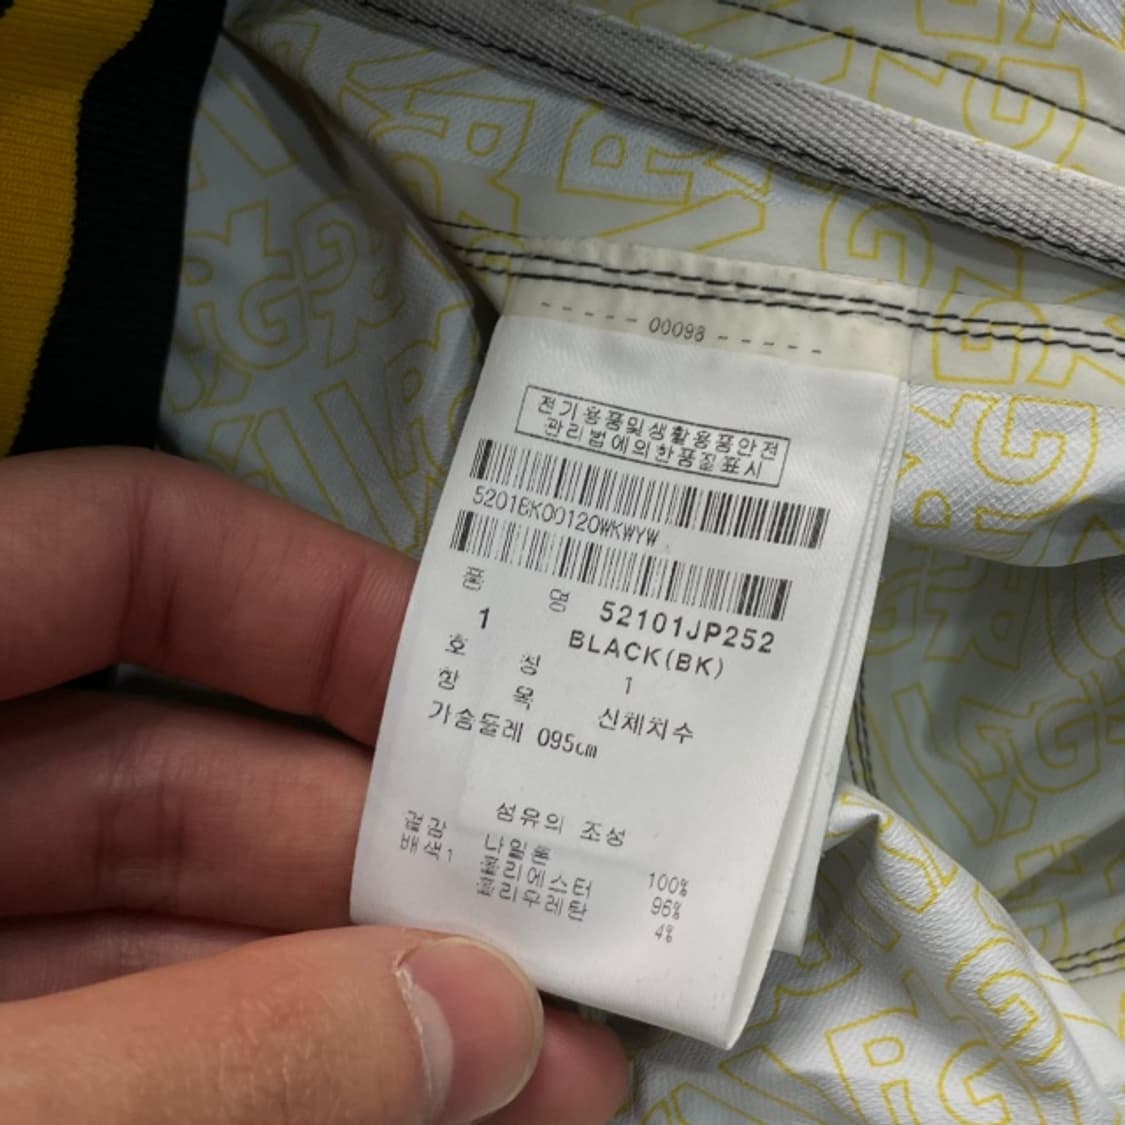 ----- 00098 -----
전기용품및생활용품안전
관리법에의한품질표시
5201BK00120WKWYW
품 명 52101JP252
1 BLACK(BK)
호 칭 1
항 목 신체치수
가슴둘레 095cm
섬유의 조성
겉감 나일론 100%
배색1 폴리에스터 96%
폴리우레탄 4%